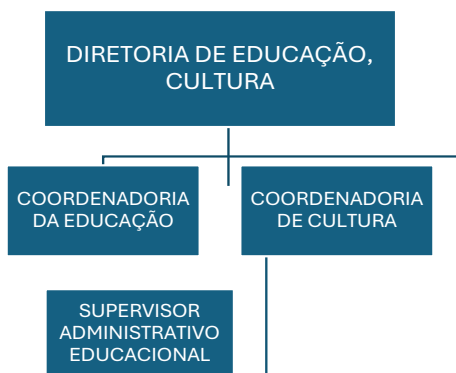 DIRETORIA DE EDUCAÇÃO,
CULTURA
COORDENADORIA
DA EDUCAÇÃO
COORDENADORIA
DE CULTURA
SUPERVISOR
ADMINISTRATIVO
EDUCACIONAL